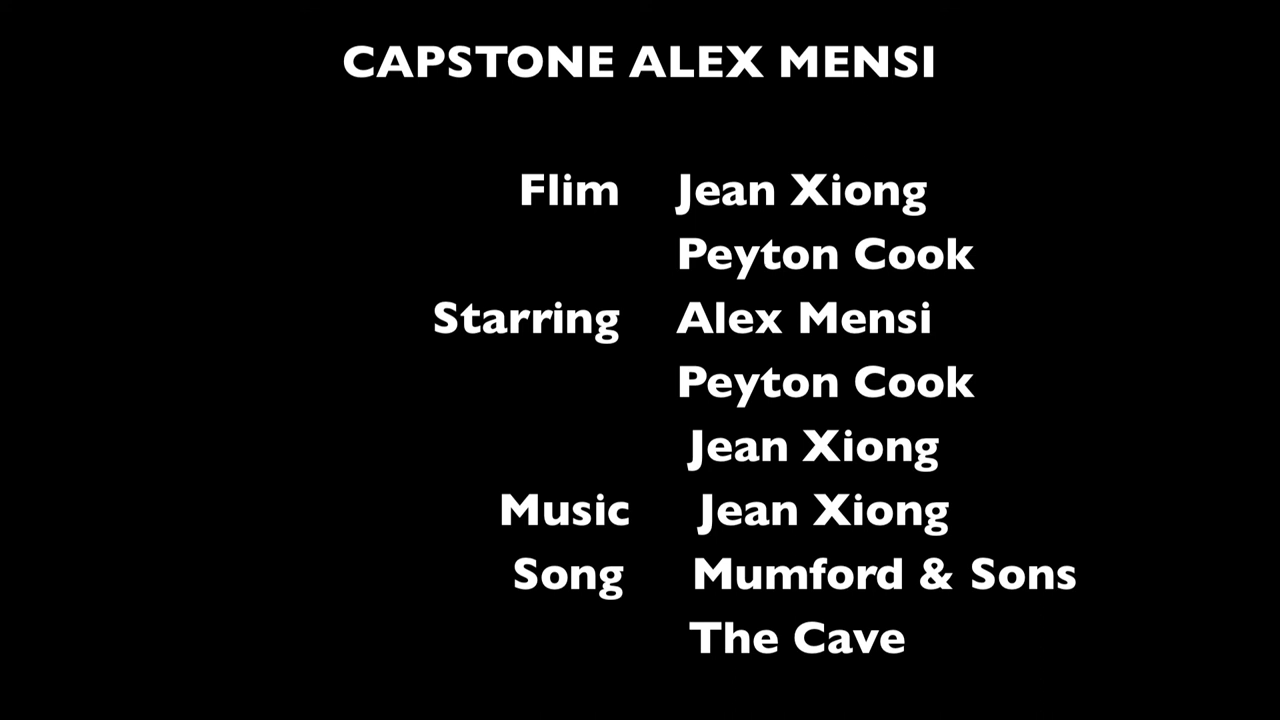 CAPSTONE ALEX MENSI
Flim Jean Xiong
Peyton Cook
Starring Alex Mensi
Peyton Cook
Jean Xiong
Music Jean Xiong
Song Mumford & Sons
The Cave